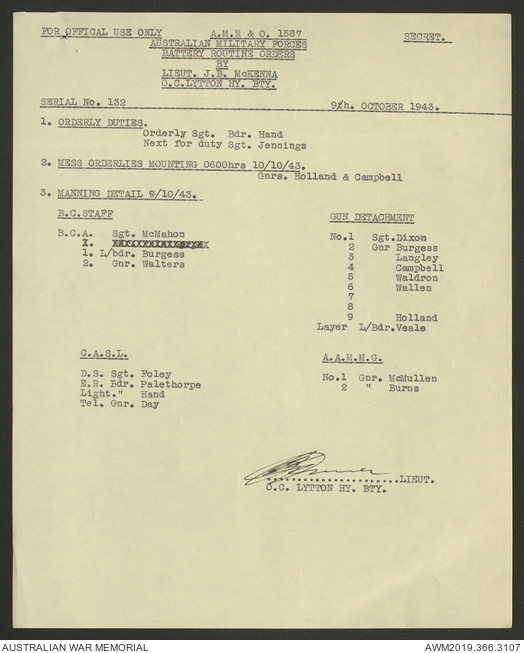 FOR OFFICAL USE ONLY A.M.R & O. 1587 SECRET.
AUSTRALIAN MILITARY FORCES
BATTERY ROUTINE ORDERS
BY
LIEUT. J.B. McKENNA
O.C.LYTTON HY. BTY.
SERIAL No. 132 9th. OCTOBER 1943.
1. ORDERLY DUTIES.
Orderly Sgt. Bdr. Hand
Next for duty Sgt. Jennings
2. MESS ORDERLIES MOUNTING 0600hrs 10/10/43.
Gnrs. Holland & Campbell
3. MANNING DETAIL 9/10/43.
B.C.STAFF
B.C.A. Sgt. McMahon
1. L/bdr. Burgess
2. Gnr. Walters
GUN DETACHMENT
No.1 Sgt.Dixon
2 Gnr Burgess
3 Langley
4 Campbell
5 Waldron
6 Wallen
7
8
9 Holland
Layer L/Bdr.Veale
C.A.S.L.
D.S. Sgt. Foley
E.R. Bdr. Palethorpe
Light." Hand
Tel. Gnr. Day
A.A.M.M.G.
No.1 Gnr. McMullen
2 " Burns
......................LIEUT.
O.C. LYTTON HY. BTY.
AUSTRALIAN WAR MEMORIAL AWM2019.366.3107